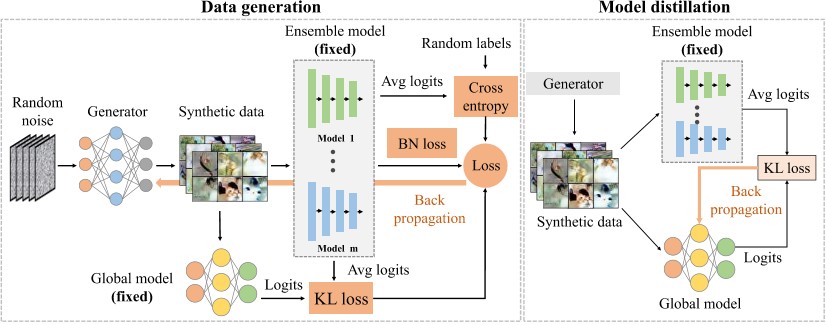 Data generation
Random
noise
Generator
Synthetic data
Ensemble model
(fixed)
Model 1
Model m
Random labels
Avg logits
Cross
entropy
BN loss
Loss
Back
propagation
Global model
(fixed)
Logits
Avg logits
KL loss
Model distillation
Generator
Synthetic data
Ensemble model
(fixed)
Avg logits
KL loss
Back
propagation
Logits
Global model